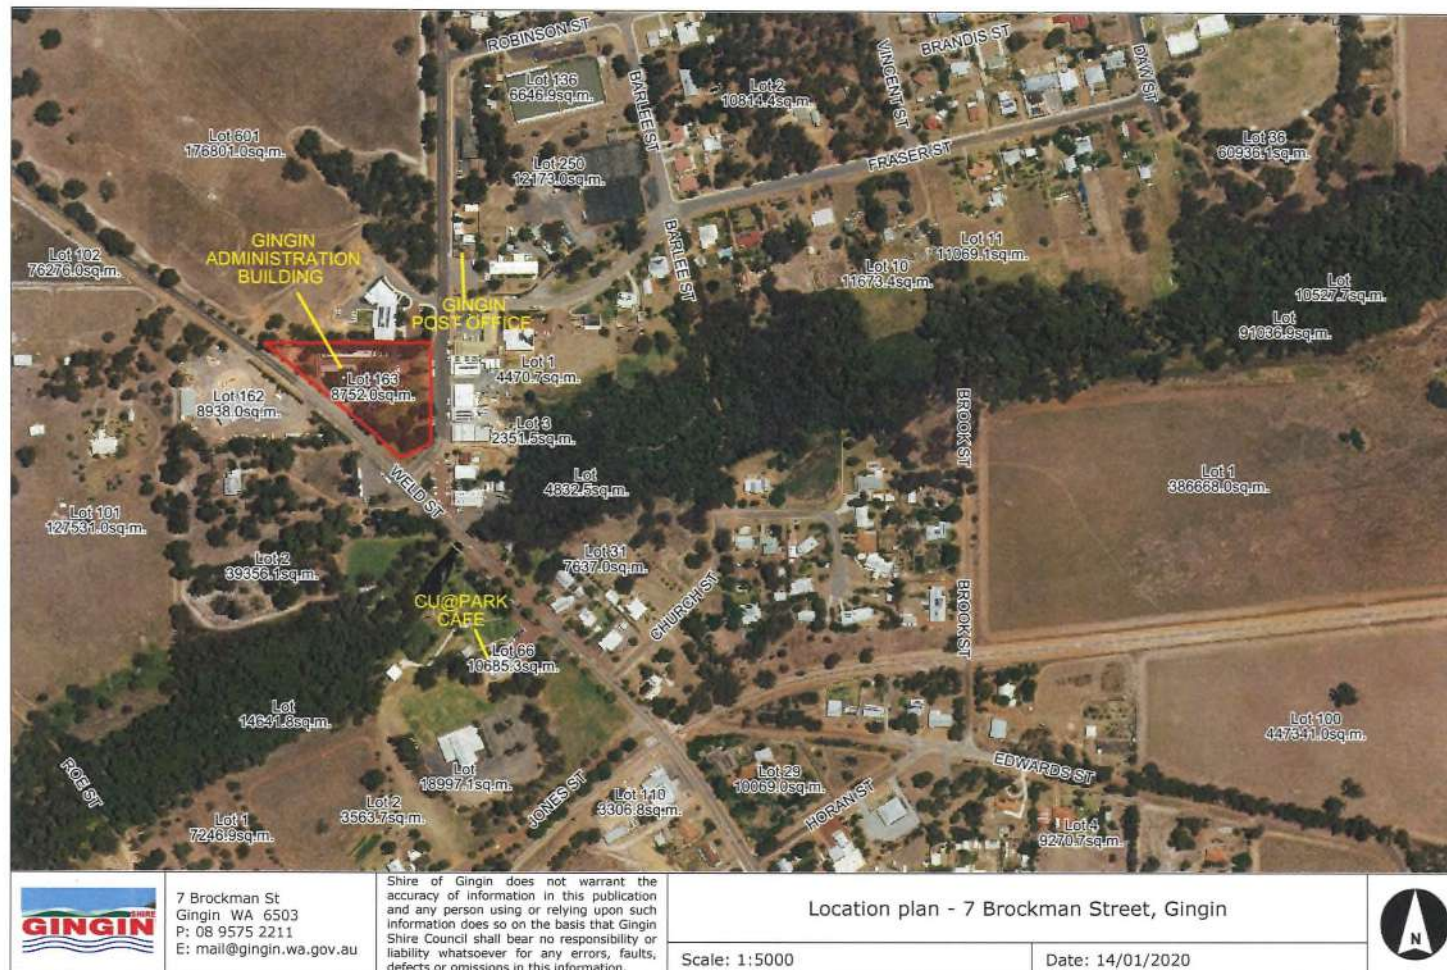 ROBINSON ST
BRANDIS ST
VINCENT ST
DAW ST
BARLEE ST
Lot 136
6646.9sq.m.
Lot 2
10814.4sq.m.
Lot 601
176801.0sq.m.
Lot 36
60936.1sq.m.
Lot 250
12173.0sq.m.
FRASER ST
GINGIN
ADMINISTRATION
BUILDING
Lot 102
76276.0sq.m.
BARLEE ST
Lot 11
11069.1sq.m.
Lot 10
11673.4sq.m.
Lot
10527.7sq.m.
Lot
91036.9sq.m.
GINGIN
POST OFFICE
Lot 1
4470.7sq.m.
Lot 163
8752.0sq.m.
Lot 162
8938.0sq.m.
Lot 3
2351.5sq.m.
BROOK ST
Lot 1
386668.0sq.m.
WELD ST
Lot
4832.5sq.m.
Lot 101
127531.0sq.m.
Lot 2
39356.1sq.m.
Lot 31
7637.0sq.m.
CHURCH ST
BROOK ST
CU@PARK
CAFE
Lot 66
10685.3sq.m.
Lot
14641.8sq.m.
Lot 100
447341.0sq.m.
ROE ST
Lot
18997.1sq.m.
Lot 29
10069.0sq.m.
EDWARDS ST
JONES ST
Lot 110
3306.8sq.m.
HORAN ST
Lot 2
3563.7sq.m.
Lot 1
7246.9sq.m.
Lot 4
9270.7sq.m.
SHIRE
GINGIN
7 Brockman St
Gingin WA 6503
P: 08 9575 2211
E: mail@gingin.wa.gov.au
Shire of Gingin does not warrant the
accuracy of information in this publication
and any person using or relying upon such
information does so on the basis that Gingin
Shire Council shall bear no responsibility or
liability whatsoever for any errors, faults,
defects or omissions in this information.
Location plan - 7 Brockman Street, Gingin
Scale: 1:5000
Date: 14/01/2020
N